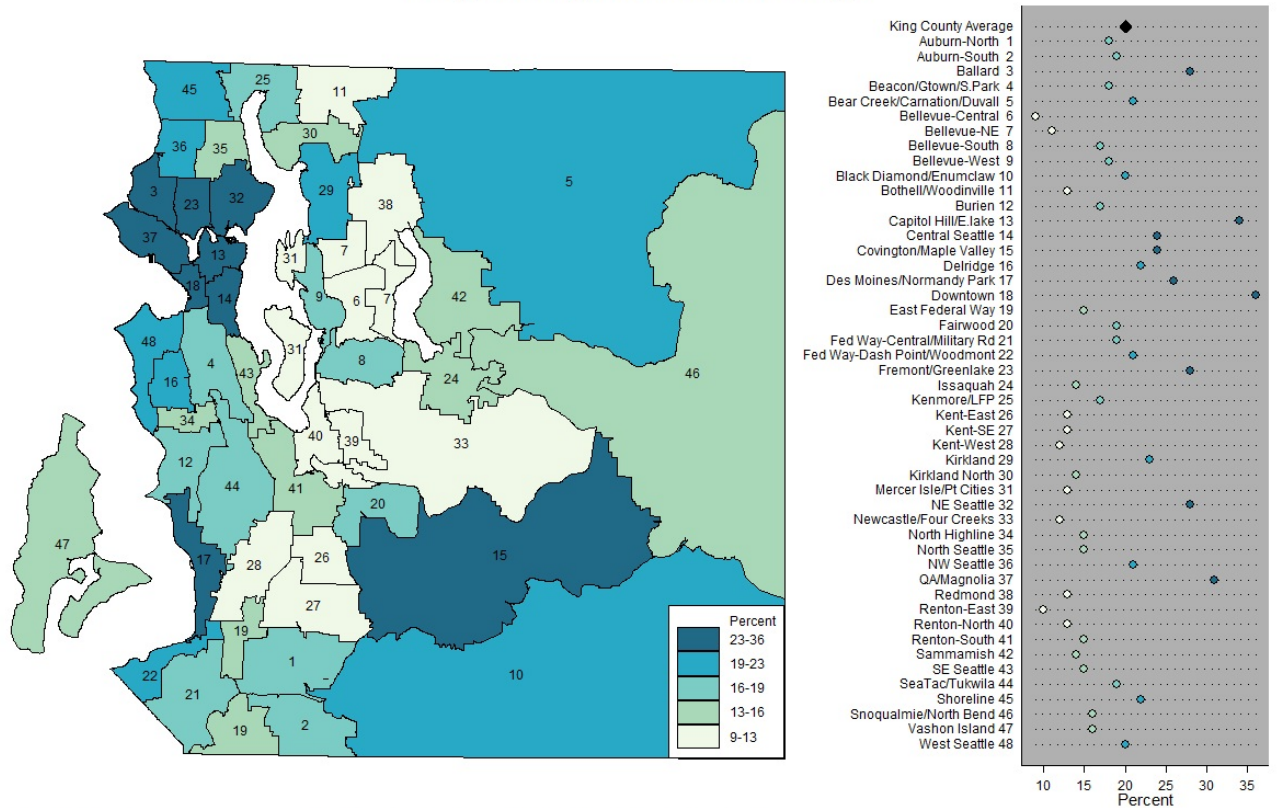 45
25
11
36
35
30
3
23
32
29
5
38
37
13
7
31
18
14
9
6
7
42
48
4
31
8
46
16
43
24
34
40
39
33
12
44
41
20
47
17
28
26
15
27
19
1
22
21
10
19
2
Percent
23-36
19-23
16-19
13-16
9-13
King County Average
Auburn-North 1
Auburn-South 2
Ballard 3
Beacon/Gtown/S.Park 4
Bear Creek/Carnation/Duvall 5
Bellevue-Central 6
Bellevue-NE 7
Bellevue-South 8
Bellevue-West 9
Black Diamond/Enumclaw 10
Bothell/Woodinville 11
Burien 12
Capitol Hill/E.lake 13
Central Seattle 14
Covington/Maple Valley 15
Delridge 16
Des Moines/Normandy Park 17
Downtown 18
East Federal Way 19
Fairwood 20
Fed Way-Central/Military Rd 21
Fed Way-Dash Point/Woodmont 22
Fremont/Greenlake 23
Issaquah 24
Kenmore/LFP 25
Kent-East 26
Kent-SE 27
Kent-West 28
Kirkland 29
Kirkland North 30
Mercer Isle/Pt Cities 31
NE Seattle 32
Newcastle/Four Creeks 33
North Highline 34
North Seattle 35
NW Seattle 36
QA/Magnolia 37
Redmond 38
Renton-East 39
Renton-North 40
Renton-South 41
Sammamish 42
SE Seattle 43
SeaTac/Tukwila 44
Shoreline 45
Snoqualmie/North Bend 46
Vashon Island 47
West Seattle 48
10 15 20 25 30 35
Percent